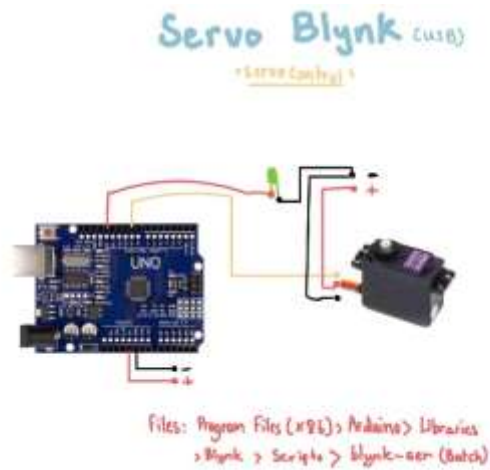 Servo Blynk (USB)
• Servo Control •
UNO
-
+
-
+
Files: Program Files (x86) > Arduino > Libraries
> Blynk > Scripts > blynk-ser (Batch)